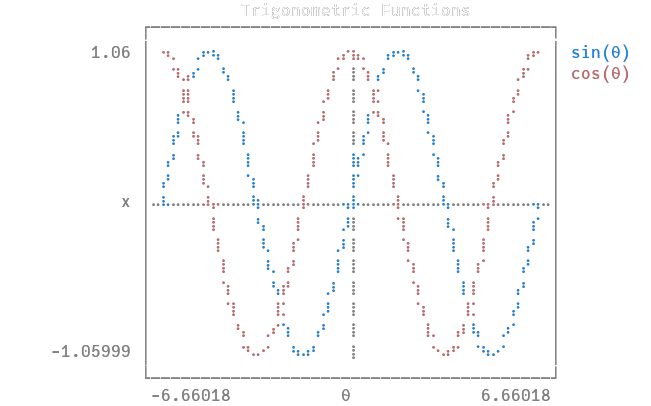 Trigonometric Functions
1.06
sin(θ)
cos(θ)
x
-1.05999
-6.66018 0 6.66018